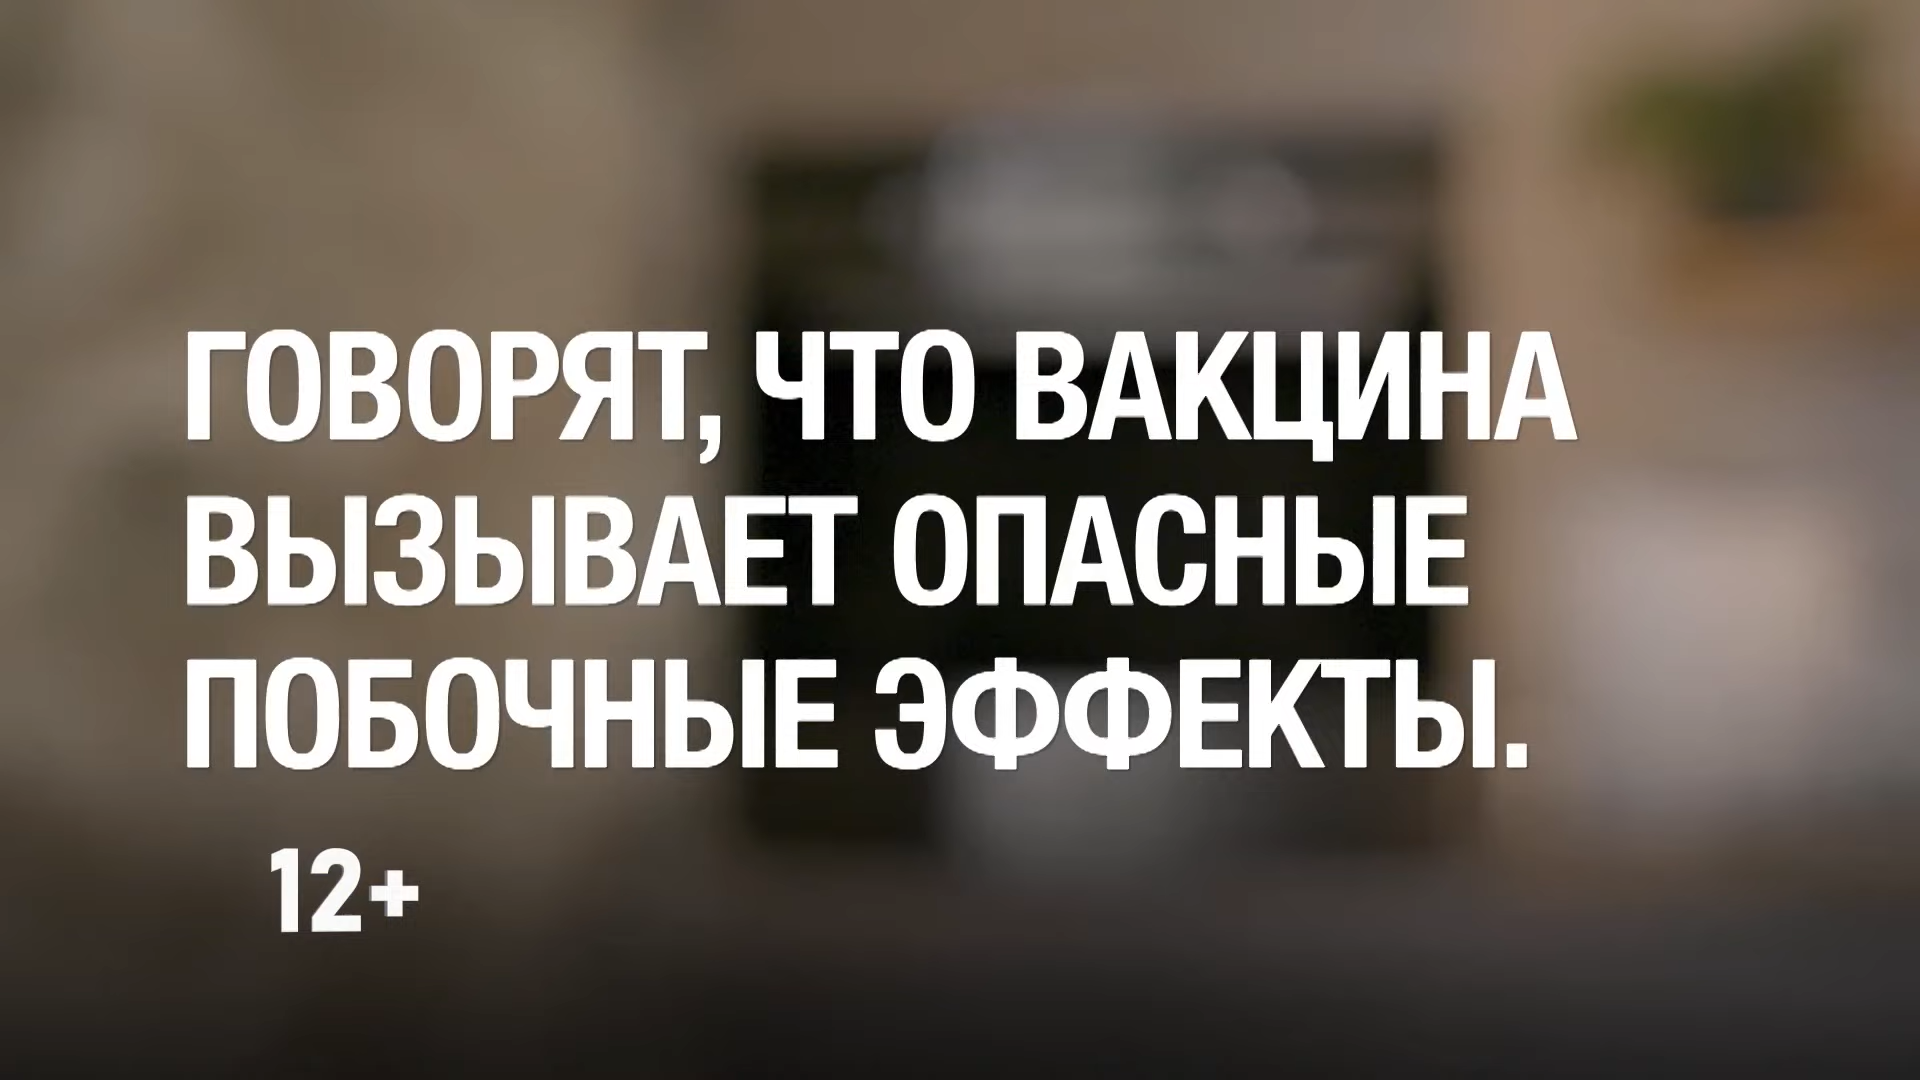 ГОВОРЯТ, ЧТО ВАКЦИНА
ВЫЗЫВАЕТ ОПАСНЫЕ
ПОБОЧНЫЕ ЭФФЕКТЫ.
12+